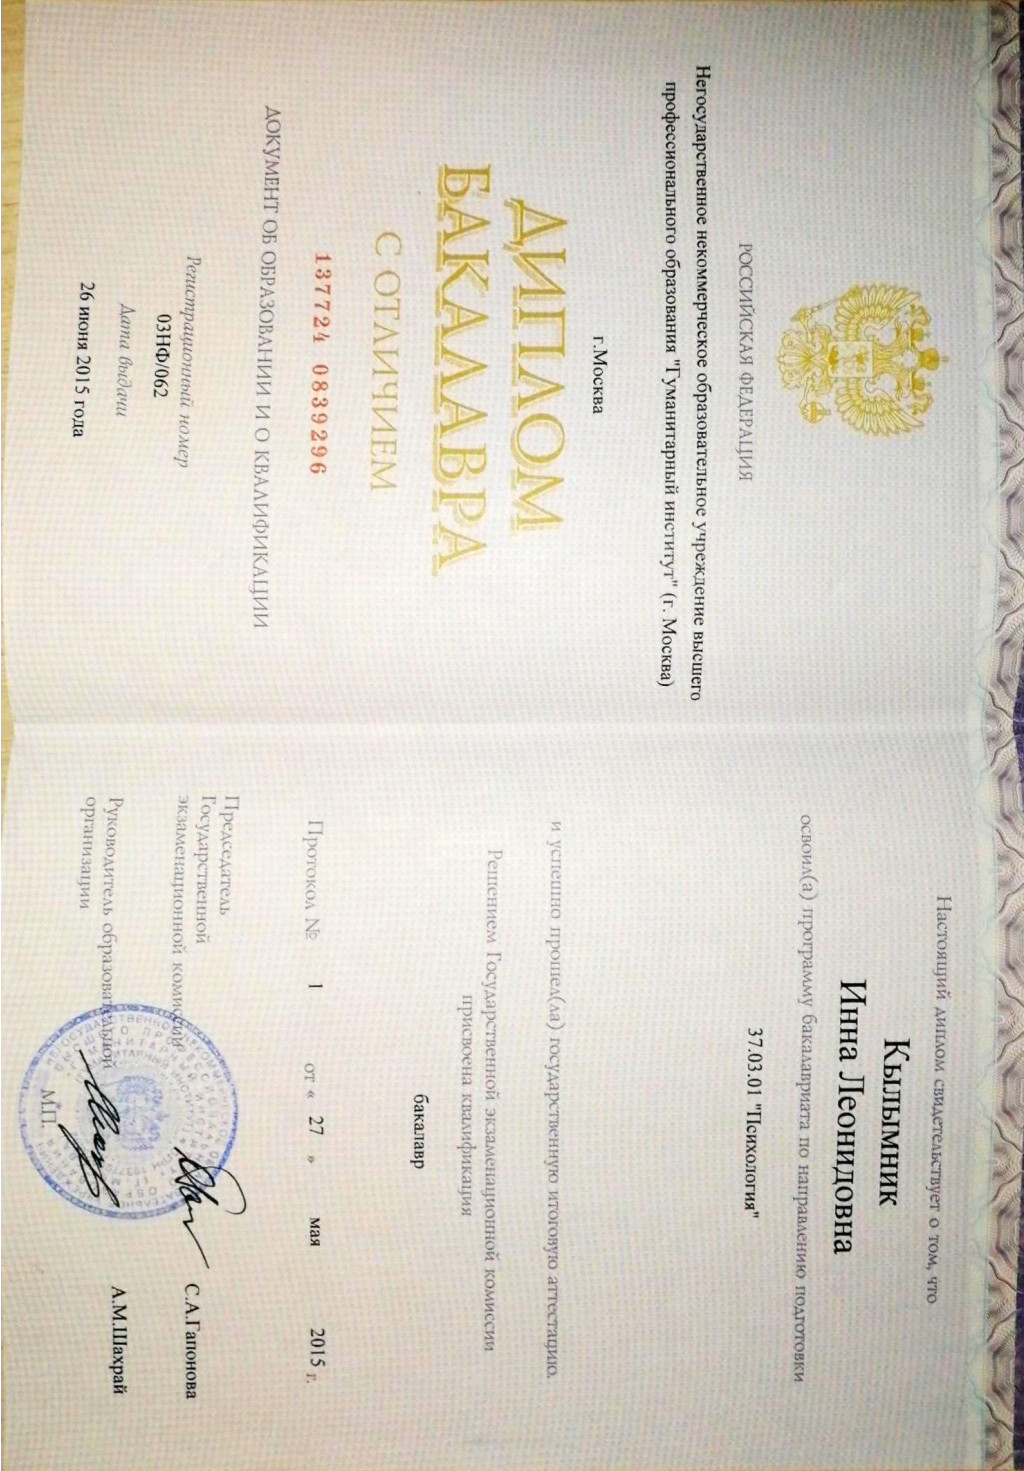 РОССИЙСКАЯ ФЕДЕРАЦИЯ
Негосударственное некоммерческое образовательное учреждение высшего
профессионального образования "Гуманитарный институт" (г. Москва)
г.Москва
ДИПЛОМ
БАКАЛАВРА
С ОТЛИЧИЕМ
137724 0839296
ДОКУМЕНТ ОБ ОБРАЗОВАНИИ И О КВАЛИФИКАЦИИ
Регистрационный номер
03НФ/062
Дата выдачи
26 июня 2015 года
Настоящий диплом свидетельствует о том, что
Кылымник
Инна Леонидовна
освоил(а) программу бакалавриата по направлению подготовки
37.03.01 "Психология"
и успешно прошел(ла) государственную итоговую аттестацию.
Решением Государственной экзаменационной комиссии
присвоена квалификация
бакалавр
Протокол № 1 от « 27 » мая 2015 г.
Председатель
Государственной
экзаменационной комиссии
С.А.Гапонова
Руководитель образовательной
организации
А.М.Шахрай
М.П.